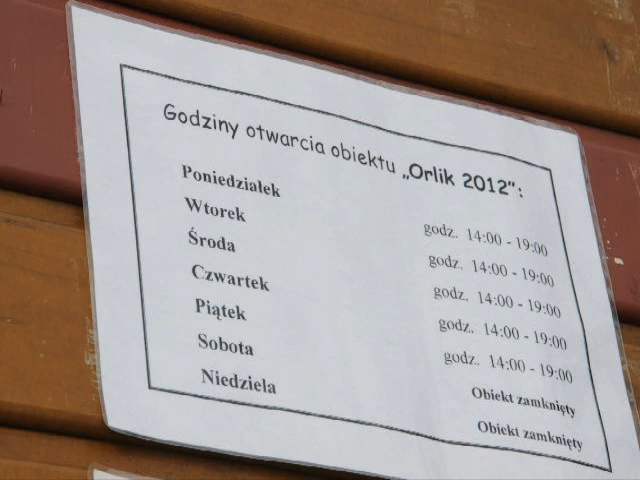 Godziny otwarcia obiektu „Orlik 2012":
Poniedziałek godz. 14:00 - 19:00
Wtorek godz. 14:00 - 19:00
Środa godz. 14:00 - 19:00
Czwartek godz. 14:00 - 19:00
Piątek godz. 14:00 - 19:00
Sobota Obiekt zamknięty
Niedziela Obiekt zamknięty